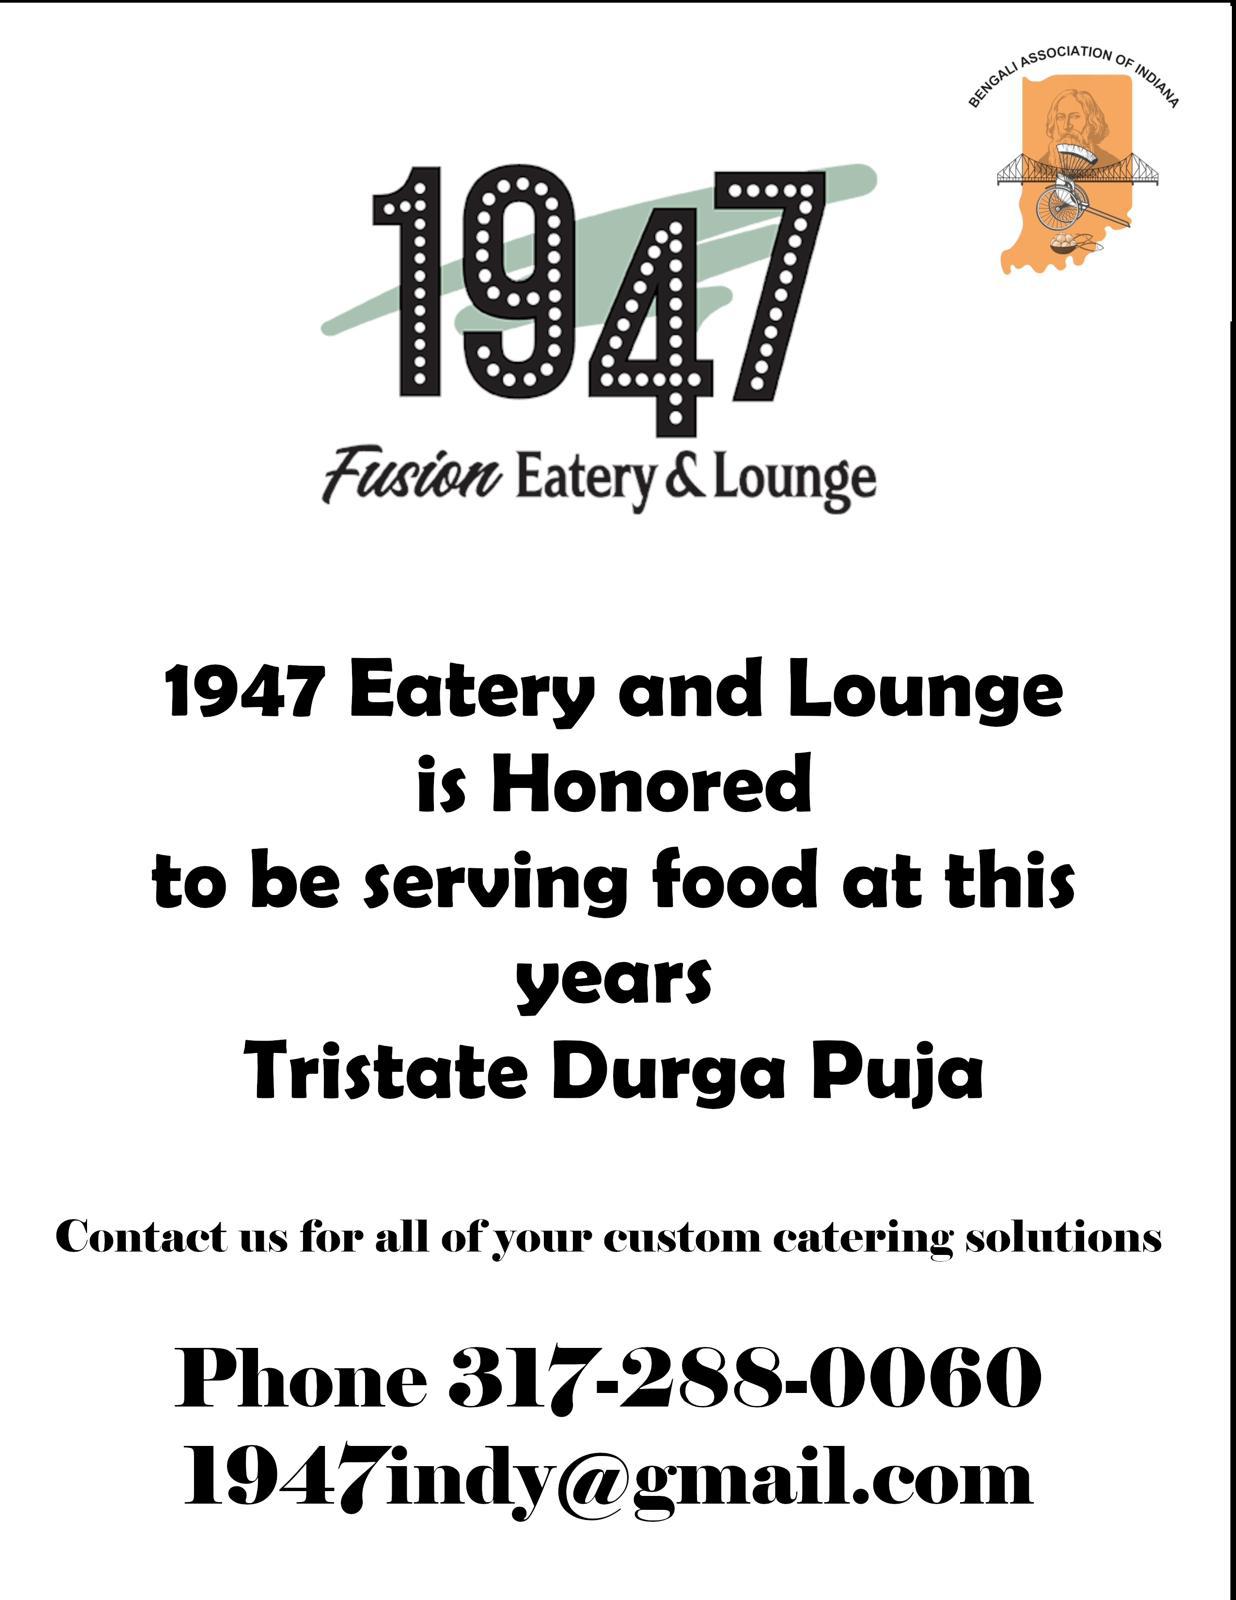 BENGALI ASSOCIATION OF INDIANA
1947
Fusion Eatery & Lounge
1947 Eatery and Lounge
is Honored
to be serving food at this
years
Tristate Durga Puja
Contact us for all of your custom catering solutions
Phone 317-288-0060
1947indy@gmail.com